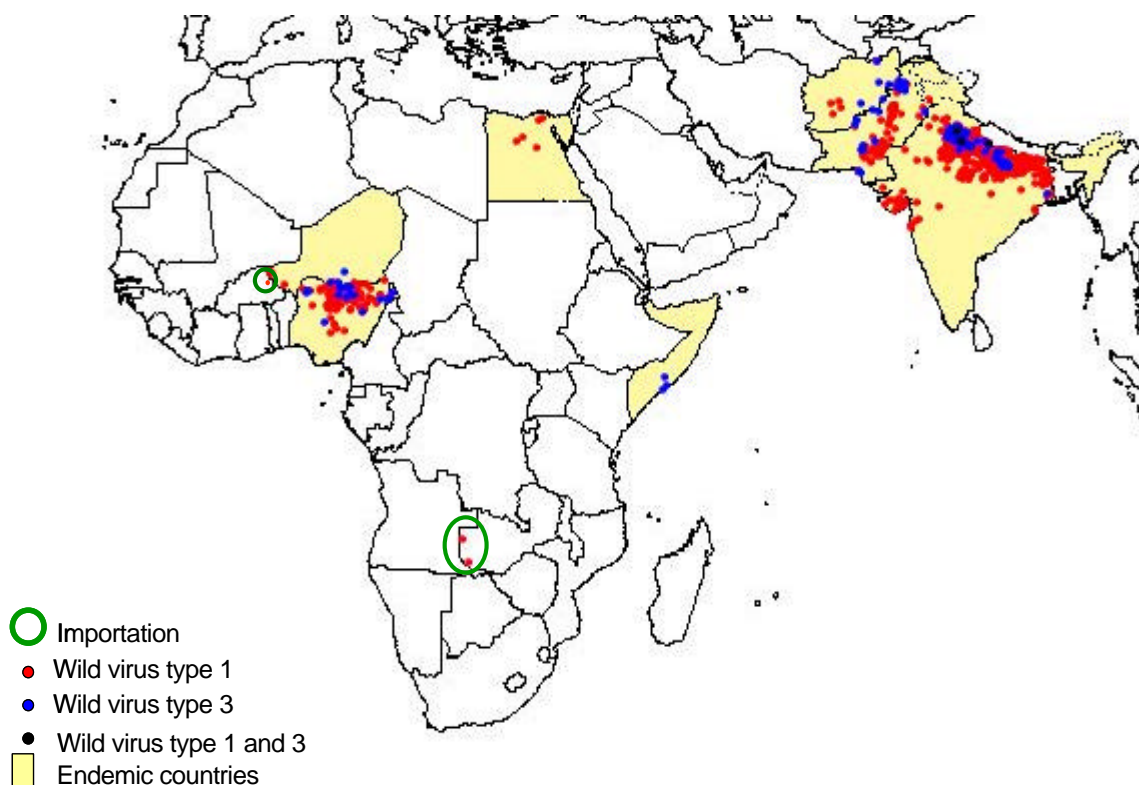 Importation
Wild virus type 1
Wild virus type 3
Wild virus type 1 and 3
Endemic countries